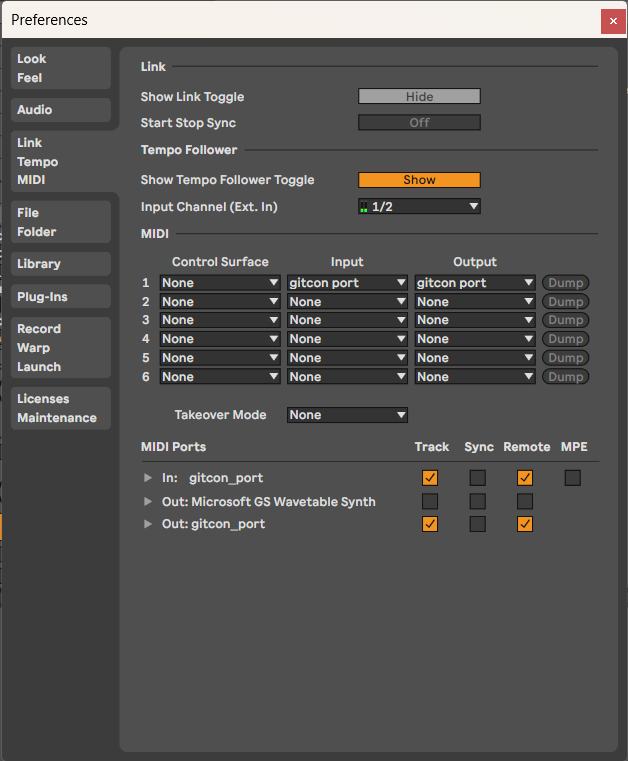 Preferences
Look
Feel
Audio
Link
Tempo
MIDI
File
Folder
Library
Plug-Ins
Record
Warp
Launch
Licenses
Maintenance
Link
Show Link Toggle Hide
Start Stop Sync Off
Tempo Follower
Show Tempo Follower Toggle Show
Input Channel (Ext. In) 1/2
MIDI
Control Surface Input Output
1 None gitcon port gitcon port Dump
2 None None None Dump
3 None None None Dump
4 None None None Dump
5 None None None Dump
6 None None None Dump
Takeover Mode None
MIDI Ports Track Sync Remote MPE
In: gitcon_port
Out: Microsoft GS Wavetable Synth
Out: gitcon_port